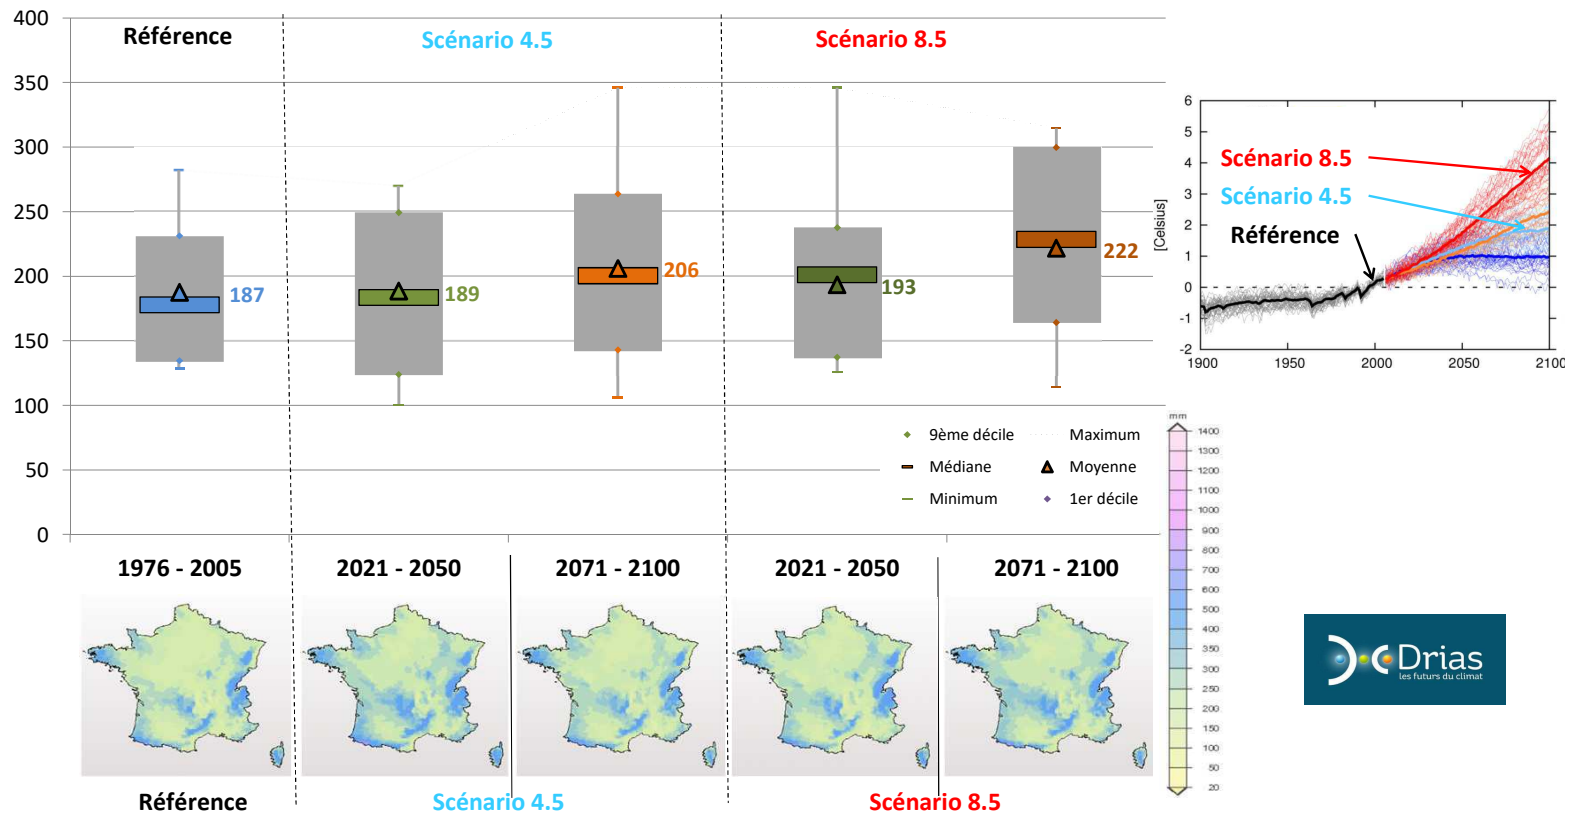 400
350
300
250
200
150
100
50
0
Référence
Scénario 4.5
Scénario 8.5
187
189
206
193
222
9ème décile
Maximum
Médiane
Moyenne
Minimum
1er décile
1976 - 2005
2021 - 2050
2071 - 2100
2021 - 2050
2071 - 2100
Référence
Scénario 4.5
Scénario 8.5
6
5
4
3
2
1
0
-1
-2
[Celsius]
Scénario 8.5
Scénario 4.5
Référence
1900
1950
2000
2050
2100
mm
1400
1300
1200
1100
1000
900
800
700
600
500
400
350
300
250
200
150
100
50
20
Drias
les futurs du climat